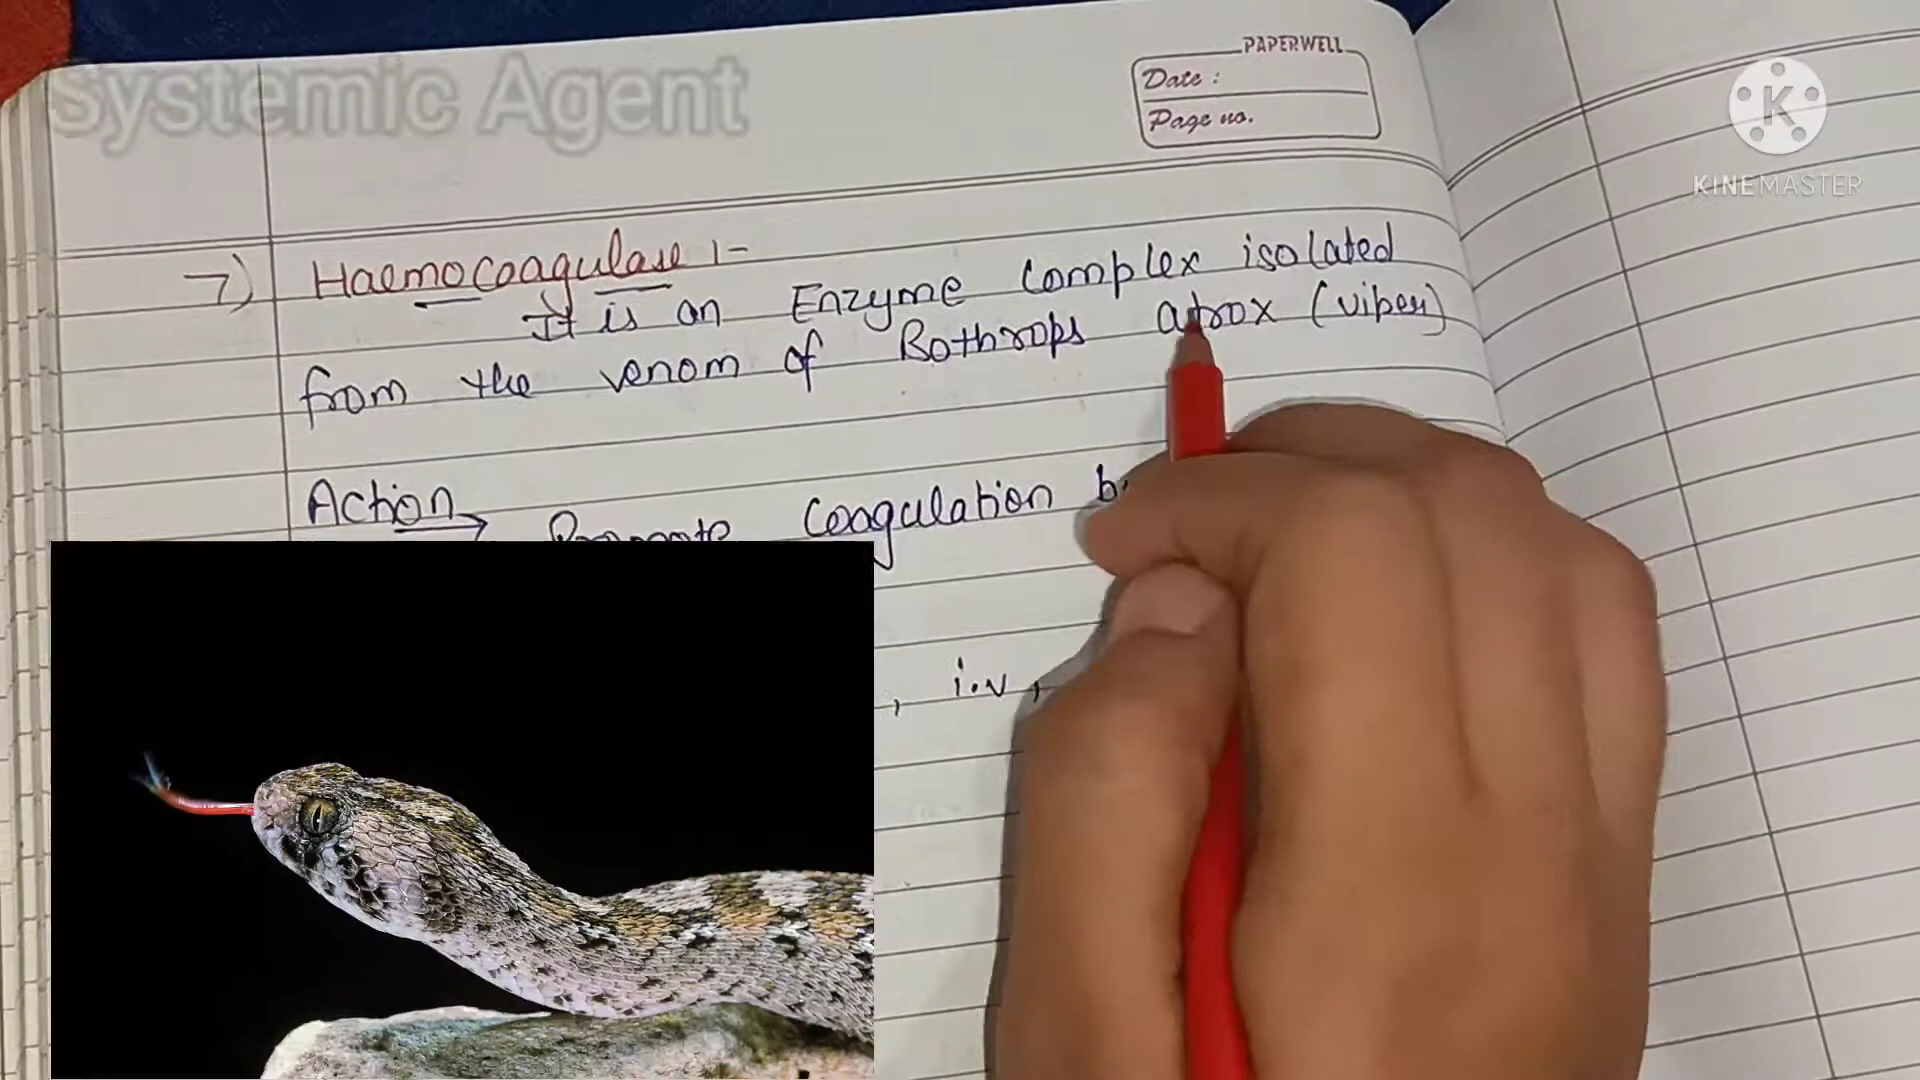 Systemic Agent
PAPERWELL
Date :
Page no.
KINEMASTER
7) Haemocoagulase :-
It is an Enzyme Complex isolated
from the venom of Bothrops atrox (viper)
Action → Promote Coagulation
, i.v,